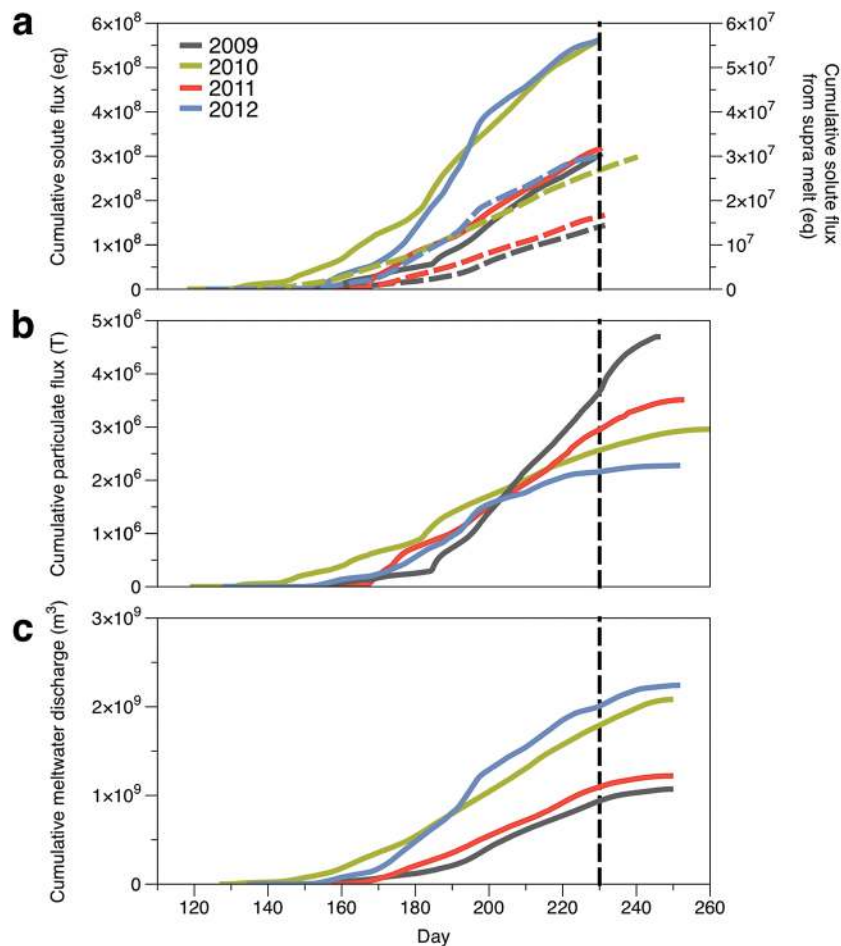 a
Cumulative solute flux (eq)
6×10⁸
5×10⁸
4×10⁸
3×10⁸
2×10⁸
1×10⁸
0
2009
2010
2011
2012
6×10⁷
5×10⁷
4×10⁷
3×10⁷
2×10⁷
10⁷
0
Cumulative solute flux
from supra melt (eq)
b
Cumulative particulate flux (T)
5×10⁶
4×10⁶
3×10⁶
2×10⁶
1×10⁶
0
c
Cumulative meltwater discharge (m³)
3×10⁹
2×10⁹
1×10⁹
0
120 140 160 180 200 220 240 260
Day